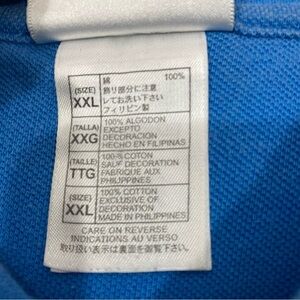 綿 100%
(SIZE) 飾り部分に注意
XXL してお洗い下さい
フィリピン製
(TALLA) 100% ALGODON
XXG EXCEPTO
DECORACION
HECHO EN FILIPINAS
(TAILLE) 100% COTON
TTG SAUF DECORATION
FABRIQUE AUX
PHILIPPINES
(SIZE) 100% COTTON
XXL EXCLUSIVE OF
DECORATION
MADE IN PHILIPPINES
CARE ON REVERSE
INDICATIONS AU VERSO
取り扱い表示は裏面を御覧下さい。